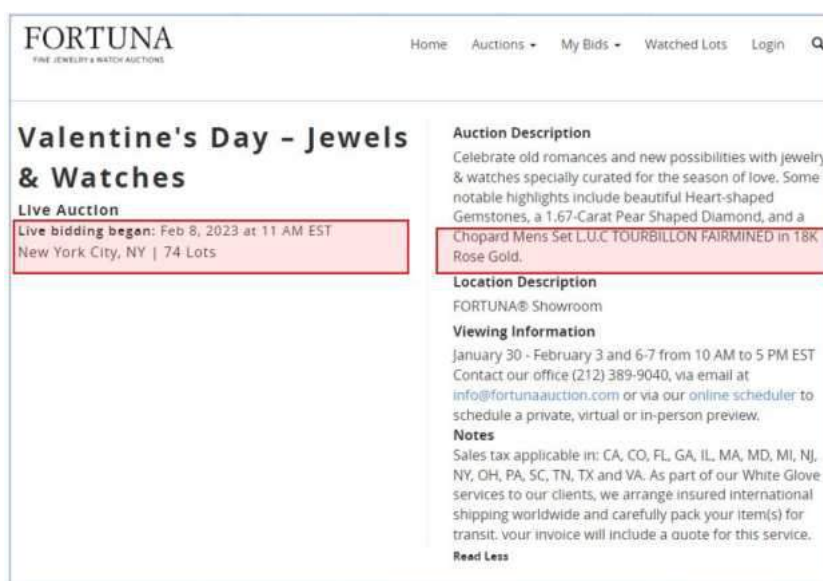 FORTUNA
FINE JEWELRY & WATCH AUCTIONS
Home Auctions My Bids Watched Lots Login
Valentine's Day – Jewels
& Watches
Live Auction
Live bidding began: Feb 8, 2023 at 11 AM EST
New York City, NY | 74 Lots
Auction Description
Celebrate old romances and new possibilities with jewelry
& watches specially curated for the season of love. Some
notable highlights include beautiful Heart-shaped
Gemstones, a 1.67-Carat Pear Shaped Diamond, and a
Chopard Mens Set L.U.C TOURBILLON FAIRMINED in 18K
Rose Gold.
Location Description
FORTUNA® Showroom
Viewing Information
January 30 - February 3 and 6-7 from 10 AM to 5 PM EST
Contact our office (212) 389-9040, via email at
info@fortunaauction.com or via our online scheduler to
schedule a private, virtual or in-person preview.
Notes
Sales tax applicable in: CA, CO, FL, GA, IL, MA, MD, MI, NJ,
NY, OH, PA, SC, TN, TX and VA. As part of our White Glove
services to our clients, we arrange insured international
shipping worldwide and carefully pack your item(s) for
transit. your invoice will include a quote for this service.
Read Less